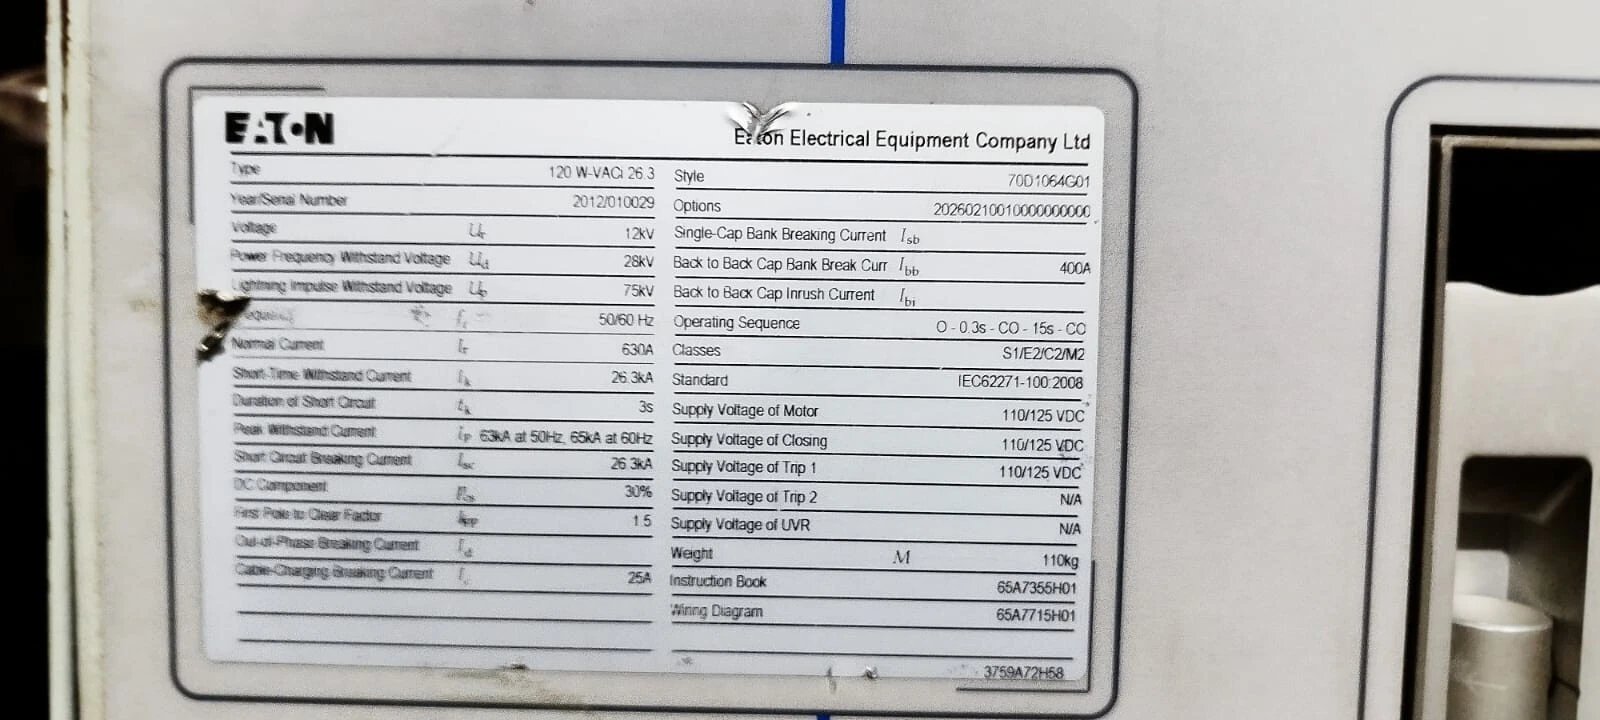 EATON
Eaton Electrical Equipment Company Ltd
Type 120 W-VACi 26.3
Year/Serial Number 2012/010029
Voltage Ur 12kV
Power Frequency Withstand Voltage Ud 28kV
Lightning Impulse Withstand Voltage Up 75kV
Frequency fr 50/60 Hz
Normal Current Ir 630A
Short-Time Withstand Current Ik 26.3kA
Duration of Short Circuit tk 3s
Peak Withstand Current ip 63kA at 50Hz, 65kA at 60Hz
Short Circuit Breaking Current Isc 26.3kA
DC Component 30%
First Pole to Clear Factor kpp 1.5
Out-of-Phase Breaking Current Id
Cable-Charging Breaking Current Ic 25A
Style 70D1064G01
Options 20260210010000000000
Single-Cap Bank Breaking Current Isb
Back to Back Cap Bank Break Curr Ibb 400A
Back to Back Cap Inrush Current Ibi
Operating Sequence O - 0.3s - CO - 15s - CO
Classes S1/E2/C2/M2
Standard IEC62271-100:2008
Supply Voltage of Motor 110/125 VDC
Supply Voltage of Closing 110/125 VDC
Supply Voltage of Trip 1 110/125 VDC
Supply Voltage of Trip 2 N/A
Supply Voltage of UVR N/A
Weight M 110kg
Instruction Book 65A7355H01
Wiring Diagram 65A7715H01
3759A72H58